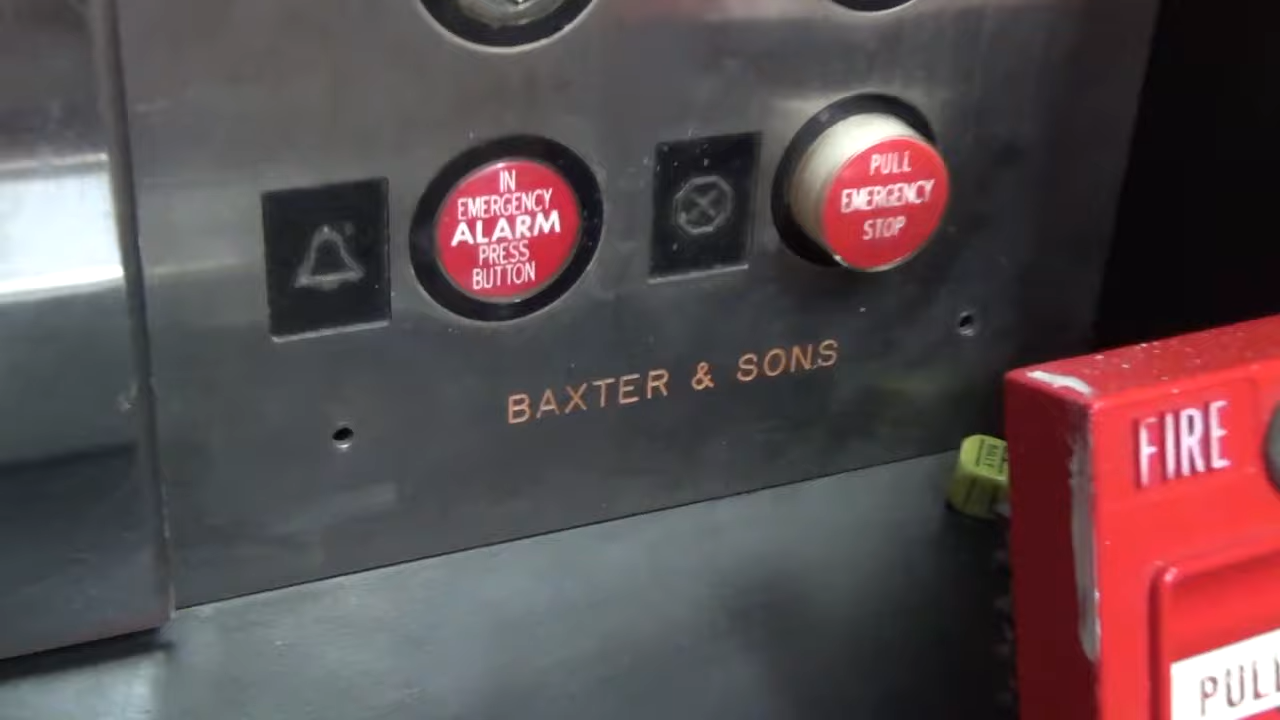 IN
EMERGENCY
ALARM
PRESS
BUTTON
PULL
EMERGENCY
STOP
BAXTER & SONS
FIRE
PULL